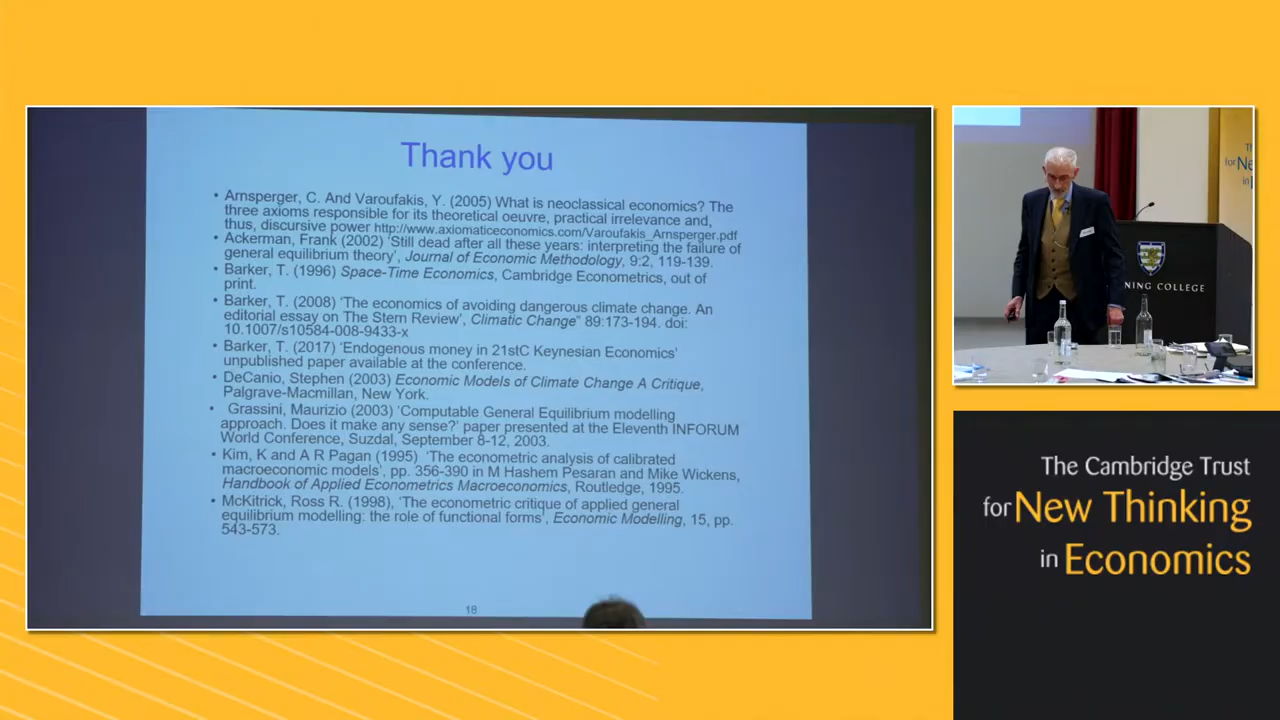 Thank you
• Arnsperger, C. And Varoufakis, Y. (2005) What is neoclassical economics? The
three axioms responsible for its theoretical oeuvre, practical irrelevance and,
thus, discursive power http://www.axiomaticeconomics.com/Varoufakis_Arnsperger.pdf
• Ackerman, Frank (2002) ‘Still dead after all these years: interpreting the failure of
general equilibrium theory’, Journal of Economic Methodology, 9:2, 119-139.
• Barker, T. (1996) Space-Time Economics, Cambridge Econometrics, out of
print.
• Barker, T. (2008) ‘The economics of avoiding dangerous climate change. An
editorial essay on The Stern Review’, Climatic Change” 89:173-194. doi:
10.1007/s10584-008-9433-x
• Barker, T. (2017) ‘Endogenous money in 21stC Keynesian Economics’
unpublished paper available at the conference.
• DeCanio, Stephen (2003) Economic Models of Climate Change A Critique,
Palgrave-Macmillan, New York.
• Grassini, Maurizio (2003) ‘Computable General Equilibrium modelling
approach. Does it make any sense?’ paper presented at the Eleventh INFORUM
World Conference, Suzdal, September 8-12, 2003.
• Kim, K and A R Pagan (1995) ‘The econometric analysis of calibrated
macroeconomic models’, pp. 356-390 in M Hashem Pesaran and Mike Wickens,
Handbook of Applied Econometrics Macroeconomics, Routledge, 1995.
• McKitrick, Ross R. (1998), ‘The econometric critique of applied general
equilibrium modelling: the role of functional forms’, Economic Modelling, 15, pp.
543-573.
18
NING COLLEGE
The Cambridge Trust
for New Thinking
in Economics